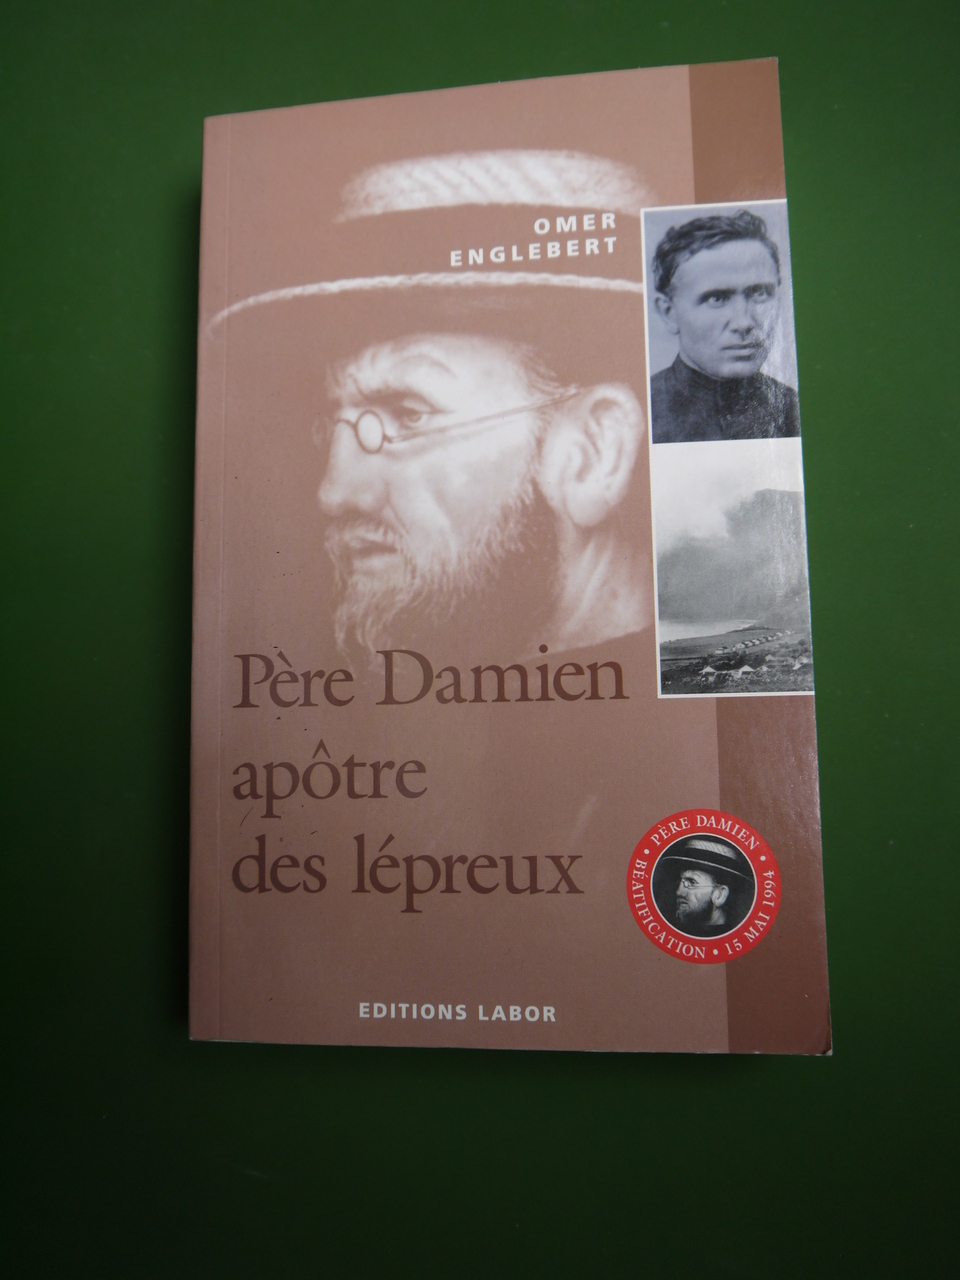 OMER
ENGLEBERT
Père Damien
apôtre
des lépreux
• PÈRE DAMIEN •
BÉATIFICATION • 15 MAI 1994
EDITIONS LABOR